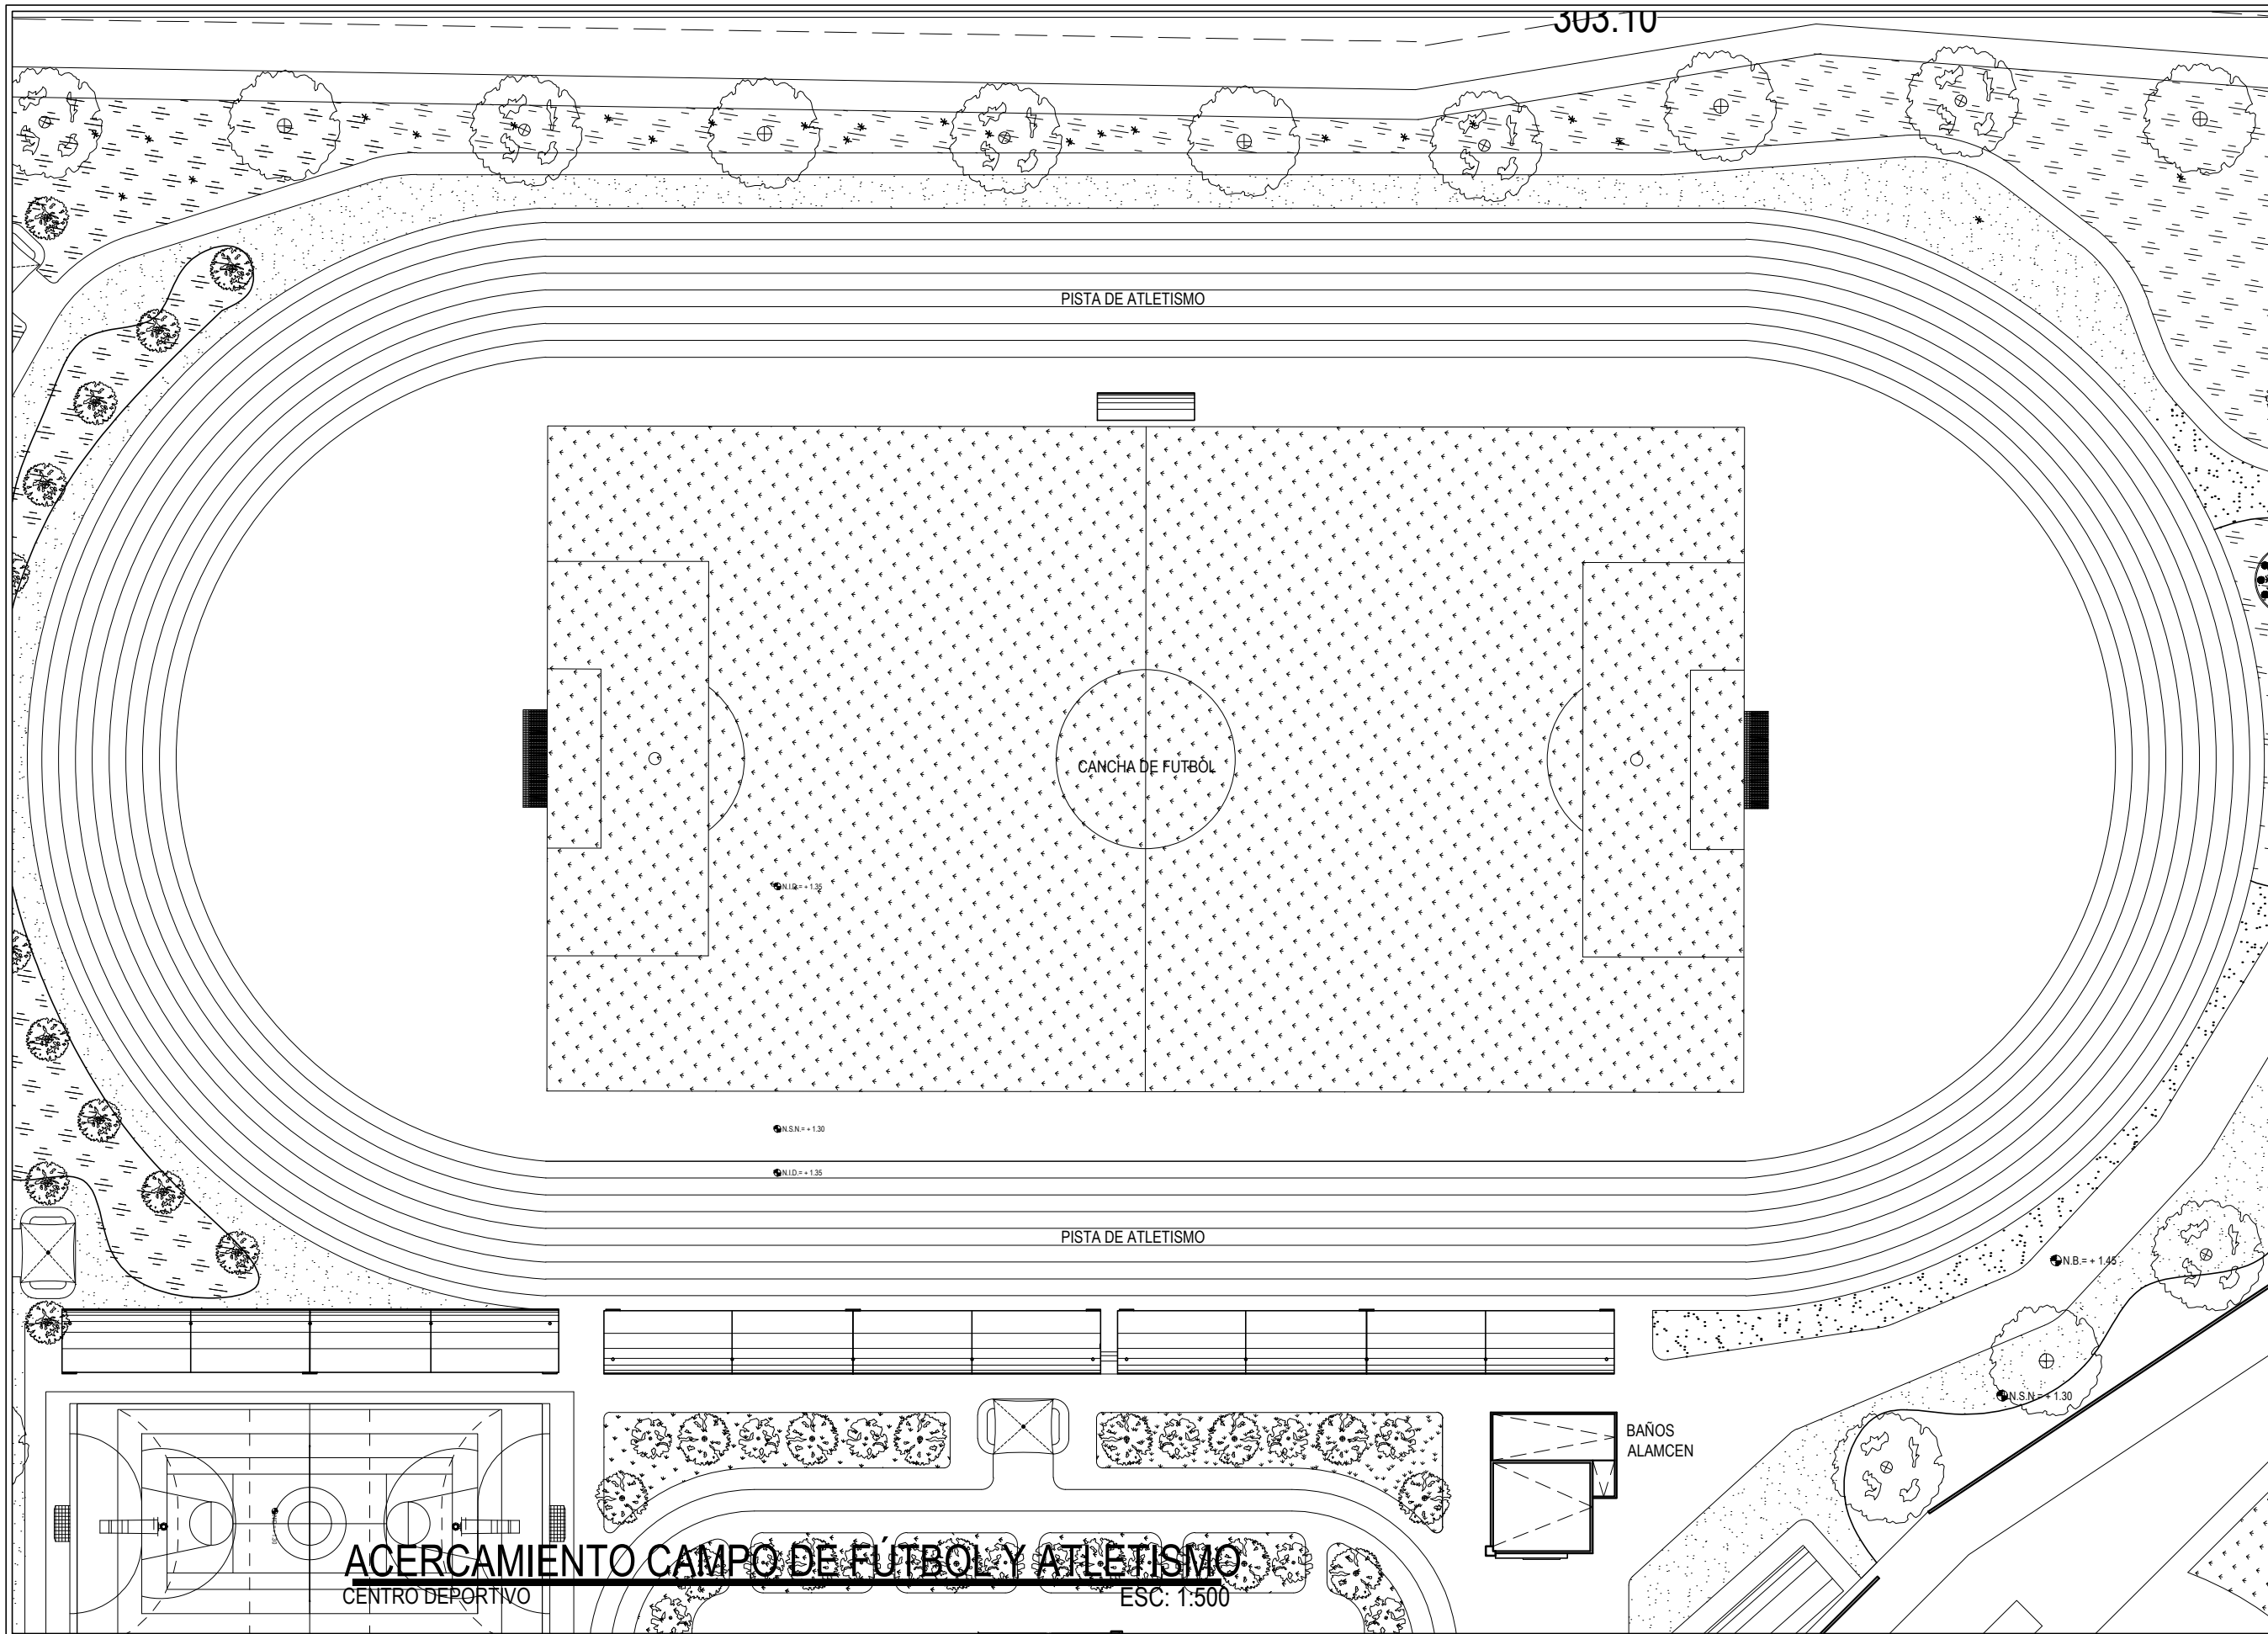 303.10
PISTA DE ATLETISMO
CANCHA DE FUTBOL
N.I.D.= + 1.35
N.S.N.= + 1.30
N.I.D.= + 1.35
PISTA DE ATLETISMO
N.B.= + 1.45
N.S.N.= + 1.30
BAÑOS
ALAMCEN
ACERCAMIENTO CAMPO DE FÚTBOL Y ATLETISMO
CENTRO DEPORTIVO
ESC: 1:500